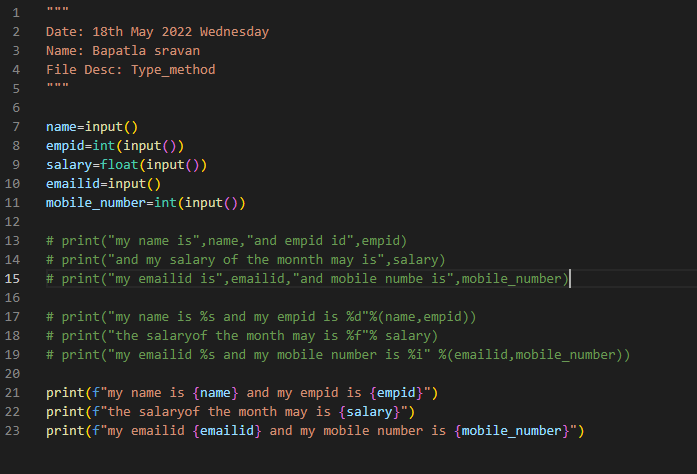 1 """
2 Date: 18th May 2022 Wednesday
3 Name: Bapatla sravan
4 File Desc: Type_method
5 """
6
7 name=input()
8 empid=int(input())
9 salary=float(input())
10 emailid=input()
11 mobile_number=int(input())
12
13 # print("my name is",name,"and empid id",empid)
14 # print("and my salary of the monnth may is",salary)
15 # print("my emailid is",emailid,"and mobile numbe is",mobile_number)
16
17 # print("my name is %s and my empid is %d"%(name,empid))
18 # print("the salaryof the month may is %f"% salary)
19 # print("my emailid %s and my mobile number is %i" %(emailid,mobile_number))
20
21 print(f"my name is {name} and my empid is {empid}")
22 print(f"the salaryof the month may is {salary}")
23 print(f"my emailid {emailid} and my mobile number is {mobile_number}")